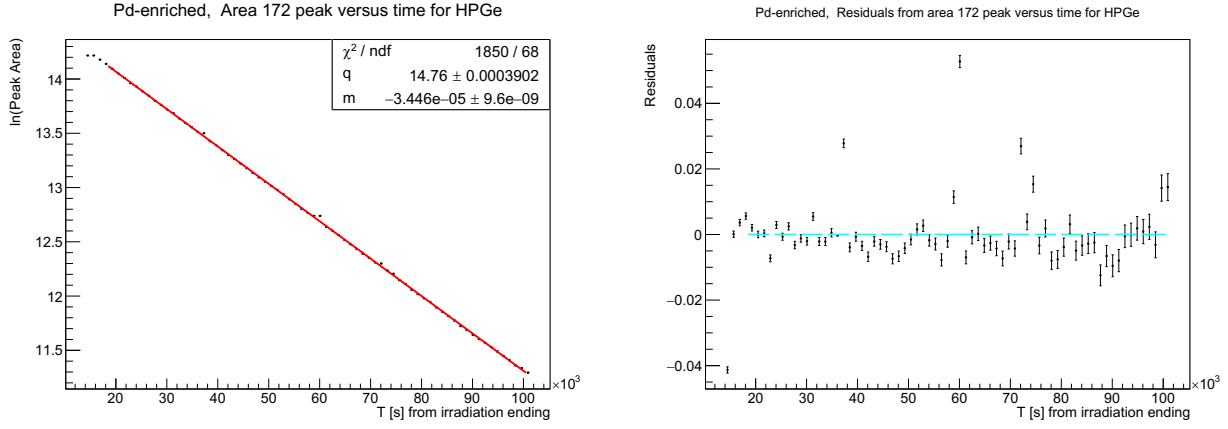 Pd-enriched, Area 172 peak versus time for HPGe
ln(Peak Area)
χ² / ndf 1850 / 68
q 14.76 ± 0.0003902
m −3.446e−05 ± 9.6e−09
14
13.5
13
12.5
12
11.5
20 40 60 80 100
×10³
T [s] from irradiation ending
Pd-enriched, Residuals from area 172 peak versus time for HPGe
Residuals
0.04
0.02
0
−0.02
−0.04
20 30 40 50 60 70 80 90 100
×10³
T [s] from irradiation ending